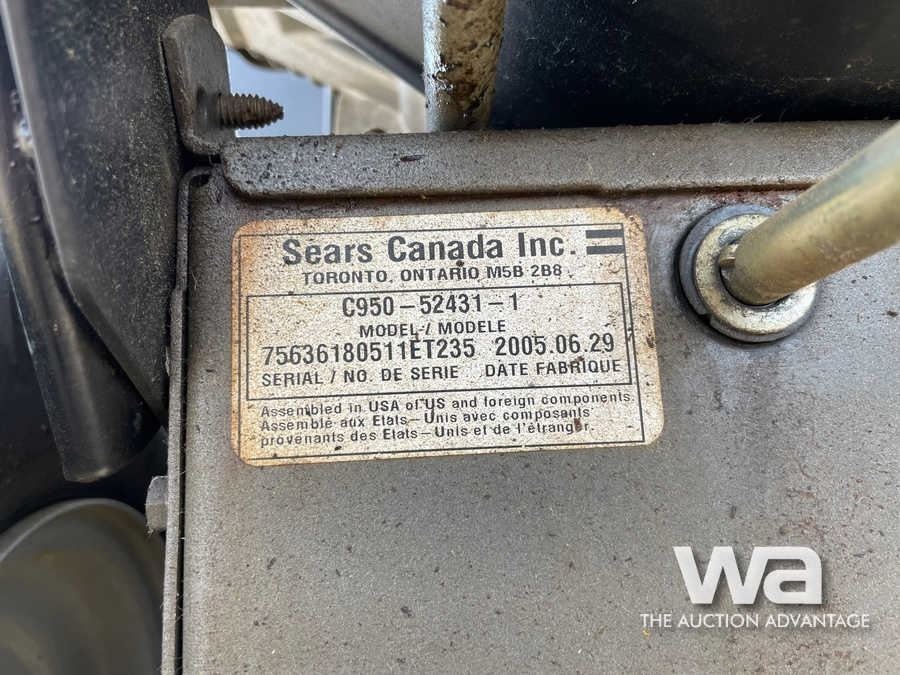 Sears Canada Inc.
TORONTO, ONTARIO M5B 2B8
C950-52431-1
MODEL / MODELE
75636180511ET235 2005.06.29
SERIAL / NO. DE SERIE DATE FABRIQUE
Assembled in USA of US and foreign components.
Assemblé aux Etats-Unis avec composants
provenants des Etats-Unis et de l'étranger.
wa
THE AUCTION ADVANTAGE